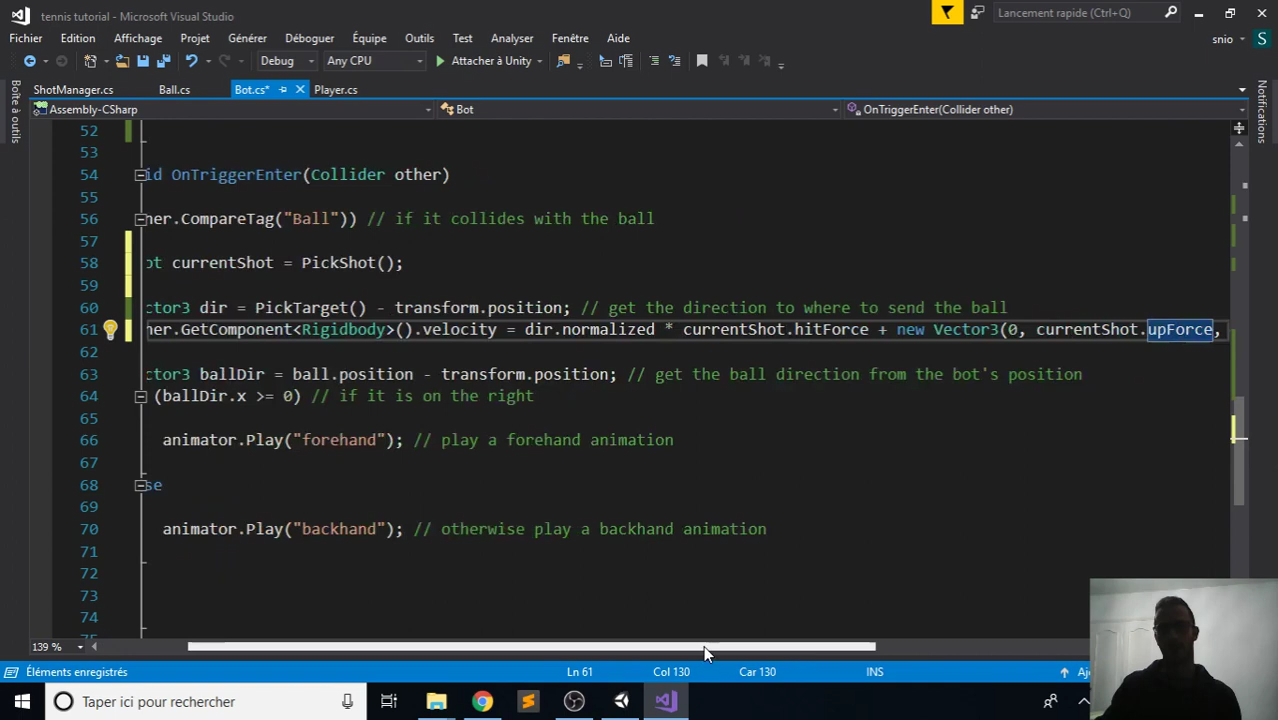 tennis tutorial - Microsoft Visual Studio
Lancement rapide (Ctrl+Q)
Fichier Edition Affichage Projet Générer Déboguer Équipe Outils Test Analyser Fenêtre Aide
snio S
Debug Any CPU Attacher à Unity
Boîte à outils
ShotManager.cs Ball.cs Bot.cs* Player.cs
Notifications
Assembly-CSharp Bot OnTriggerEnter(Collider other)
52
53
54 id OnTriggerEnter(Collider other)
55
56 her.CompareTag("Ball")) // if it collides with the ball
57
58 ot currentShot = PickShot();
59
60 ctor3 dir = PickTarget() - transform.position; // get the direction to where to send the ball
61 her.GetComponent<Rigidbody>().velocity = dir.normalized * currentShot.hitForce + new Vector3(0, currentShot.upForce,
62
63 ctor3 ballDir = ball.position - transform.position; // get the ball direction from the bot's position
64 (ballDir.x >= 0) // if it is on the right
65
66 animator.Play("forehand"); // play a forehand animation
67
68 se
69
70 animator.Play("backhand"); // otherwise play a backhand animation
71
72
73
74
75
139 %
Éléments enregistrés Ln 61 Col 130 Car 130 INS Ajo
Taper ici pour rechercher